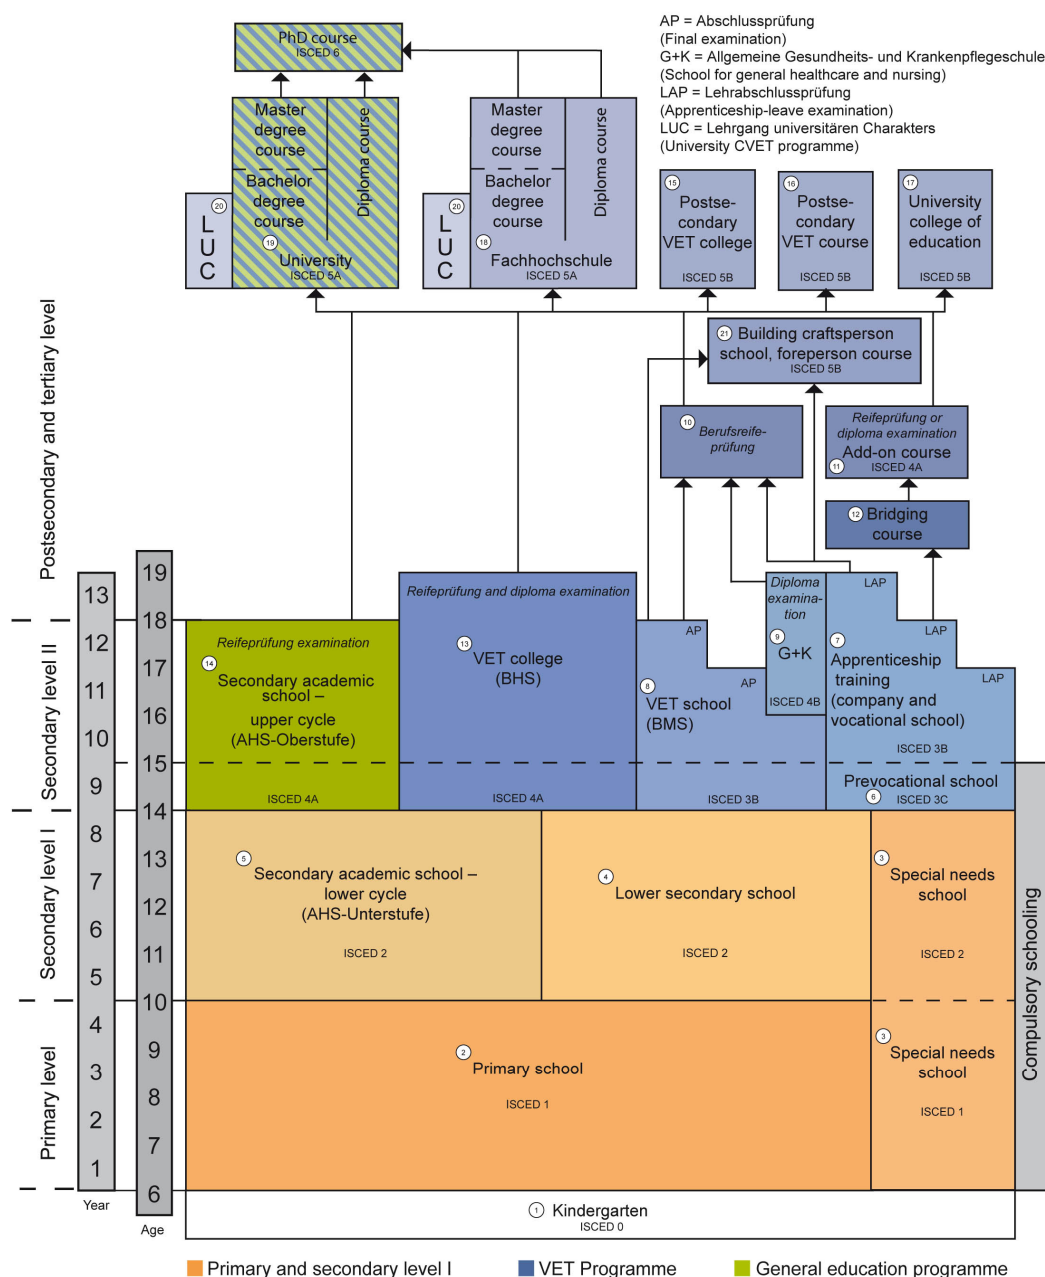 AP = Abschlussprüfung
(Final examination)
G+K = Allgemeine Gesundheits- und Krankenpflegeschule
(School for general healthcare and nursing)
LAP = Lehrabschlussprüfung
(Apprenticeship-leave examination)
LUC = Lehrgang universitären Charakters
(University CVET programme)
PhD course
ISCED 6
Master
degree
course
Bachelor
degree
course
Diploma course
19
University
ISCED 5A
20
L
U
C
Master
degree
course
Bachelor
degree
course
Diploma course
18
Fachhochschule
ISCED 5A
20
L
U
C
15
Postse-
condary
VET college
ISCED 5B
16
Postse-
condary
VET course
ISCED 5B
17
University
college of
education
ISCED 5B
21
Building craftsperson
school, foreperson course
ISCED 5B
10
Berufsreife-
prüfung
Reifeprüfung or
diploma examination
Add-on course
11
ISCED 4A
12
Bridging
course
Postsecondary and tertiary level
Secondary level II
Secondary level I
Primary level
13
12
11
10
9
8
7
6
5
4
3
2
1
Year
19
18
17
16
15
14
13
12
11
10
9
8
7
6
Age
Reifeprüfung examination
14
Secondary academic
school –
upper cycle
(AHS-Oberstufe)
ISCED 4A
Reifeprüfung and diploma examination
13
VET college
(BHS)
ISCED 4A
AP
AP
8
VET school
(BMS)
ISCED 3B
Diploma
examina-
tion
9
G+K
ISCED 4B
LAP
LAP
LAP
7
Apprenticeship
training
(company and
vocational school)
ISCED 3B
Prevocational school
6
ISCED 3C
5
Secondary academic school –
lower cycle
(AHS-Unterstufe)
ISCED 2
4
Lower secondary school
ISCED 2
3
Special needs
school
ISCED 2
2
Primary school
ISCED 1
3
Special needs
school
ISCED 1
Compulsory schooling
1
Kindergarten
ISCED 0
Primary and secondary level I
VET Programme
General education programme